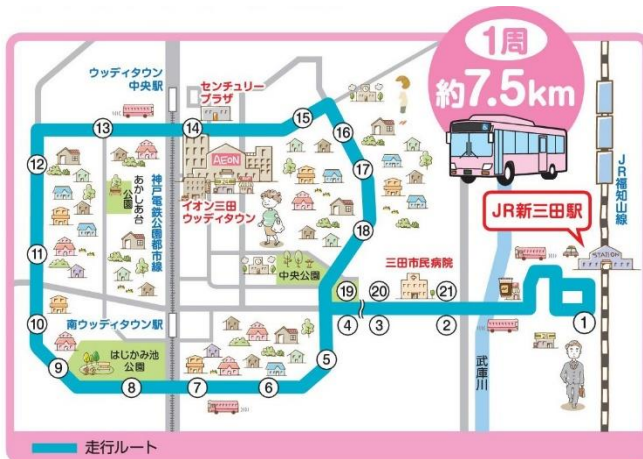 1周
約7.5km
ウッディタウン
中央駅
センチュリー
プラザ
15
16
13
14
12
AEON
17
JR福知山線
神戸電鉄公園都市線
あかしあ台
公園
イオン三田
ウッディタウン
JR新三田駅
11
18
STATION
中央公園
三田市民病院
19
20
21
10
南ウッディタウン駅
4
3
2
1
5
9
はじかみ池
公園
8
7
6
武庫川
走行ルート